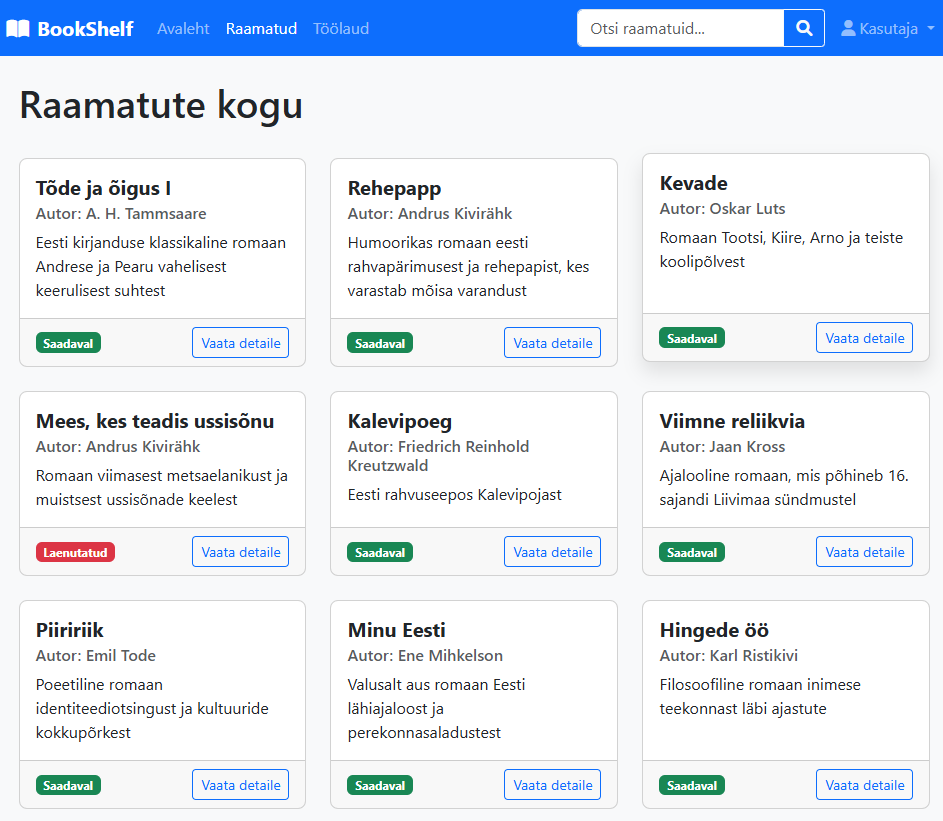 BookShelf
Avaleht
Raamatud
Töölaud
Otsi raamatuid...
Kasutaja
Raamatute kogu
Tõde ja õigus I
Autor: A. H. Tammsaare
Eesti kirjanduse klassikaline romaan
Andrese ja Pearu vahelisest
keerulisest suhtest
Saadaval
Vaata detaile
Rehepapp
Autor: Andrus Kivirähk
Humoorikas romaan eesti
rahvapärimusest ja rehepapist, kes
varastab mõisa varandust
Saadaval
Vaata detaile
Kevade
Autor: Oskar Luts
Romaan Tootsi, Kiire, Arno ja teiste
koolipõlvest
Saadaval
Vaata detaile
Mees, kes teadis ussisõnu
Autor: Andrus Kivirähk
Romaan viimasest metsaelanikust ja
muistsest ussisõnade keelest
Laenutatud
Vaata detaile
Kalevipoeg
Autor: Friedrich Reinhold
Kreutzwald
Eesti rahvuseepos Kalevipojast
Saadaval
Vaata detaile
Viimne reliikvia
Autor: Jaan Kross
Ajalooline romaan, mis põhineb 16.
sajandi Liivimaa sündmustel
Saadaval
Vaata detaile
Piiririik
Autor: Emil Tode
Poeetiline romaan
identiteediotsingust ja kultuuride
kokkupõrkest
Saadaval
Vaata detaile
Minu Eesti
Autor: Ene Mihkelson
Valusalt aus romaan Eesti
lähiajaloost ja
perekonnasaladustest
Saadaval
Vaata detaile
Hingede öö
Autor: Karl Ristikivi
Filosoofiline romaan inimese
teekonnast läbi ajastute
Saadaval
Vaata detaile